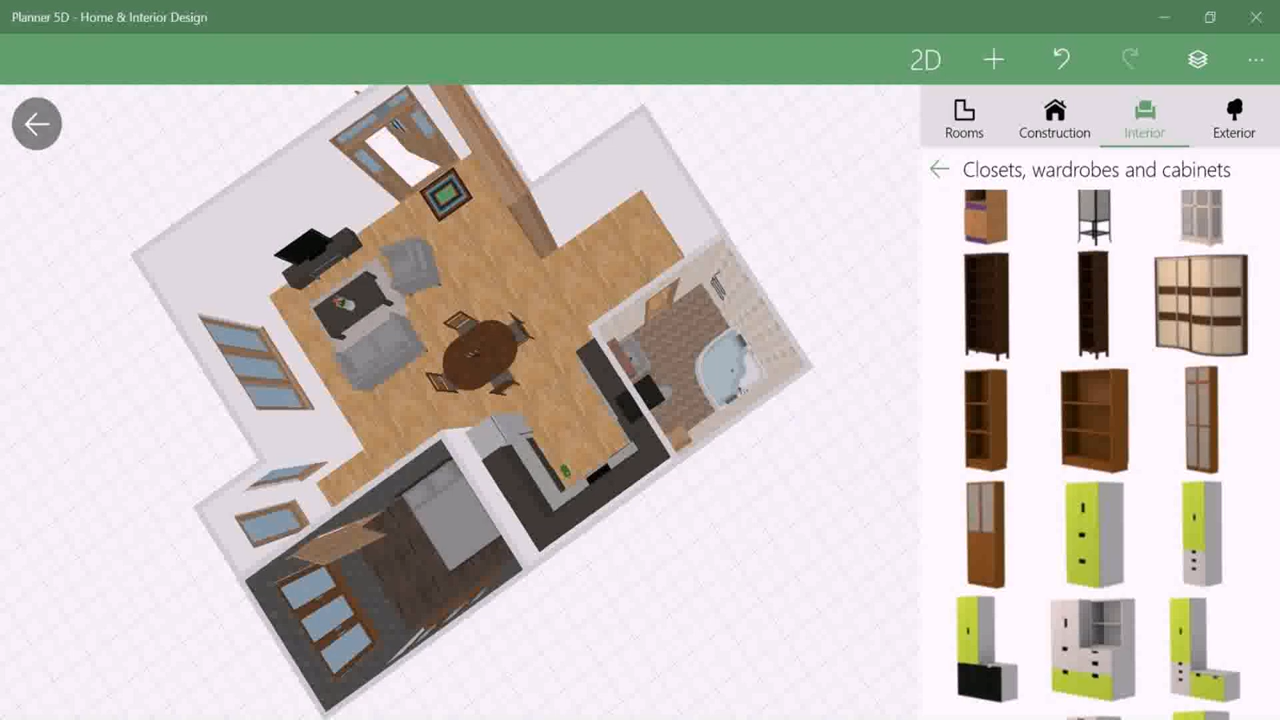 Planner 5D - Home & Interior Design
2D
Rooms
Construction
Interior
Exterior
Closets, wardrobes and cabinets